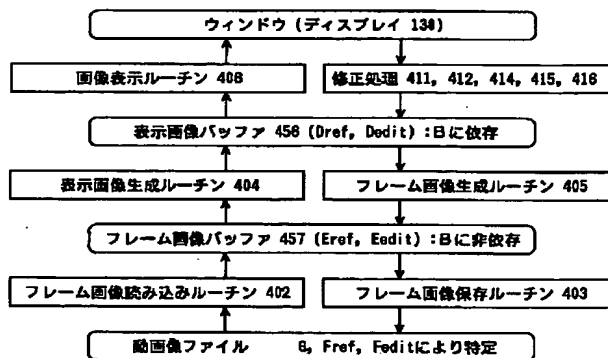 ウィンドウ (ディスプレイ 130)
画像表示ルーチン 406
修正処理 411, 412, 414, 415, 416
表示画像バッファ 456 (Dref, Dedit) :Bに依存
表示画像生成ルーチン 404
フレーム画像生成ルーチン 405
フレーム画像バッファ 457 (Eref, Eedit) :Bに非依存
フレーム画像読み込みルーチン 402
フレーム画像保存ルーチン 403
動画像ファイル G, Fref, Feditにより特定